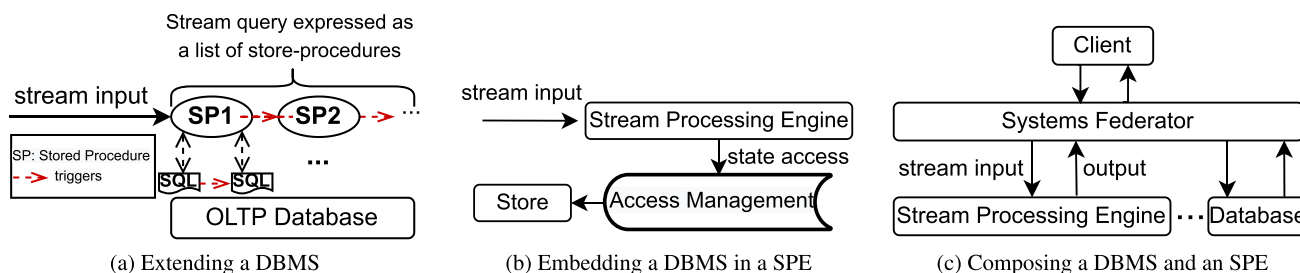 Stream query expressed as
a list of store-procedures
stream input
SP1
SP2
...
SP: Stored Procedure
triggers
...
SQL
SQL
OLTP Database
(a) Extending a DBMS
stream input
Stream Processing Engine
state access
Store
Access Management
(b) Embedding a DBMS in a SPE
Client
Systems Federator
stream input
output
Stream Processing Engine
...
Database
(c) Composing a DBMS and an SPE